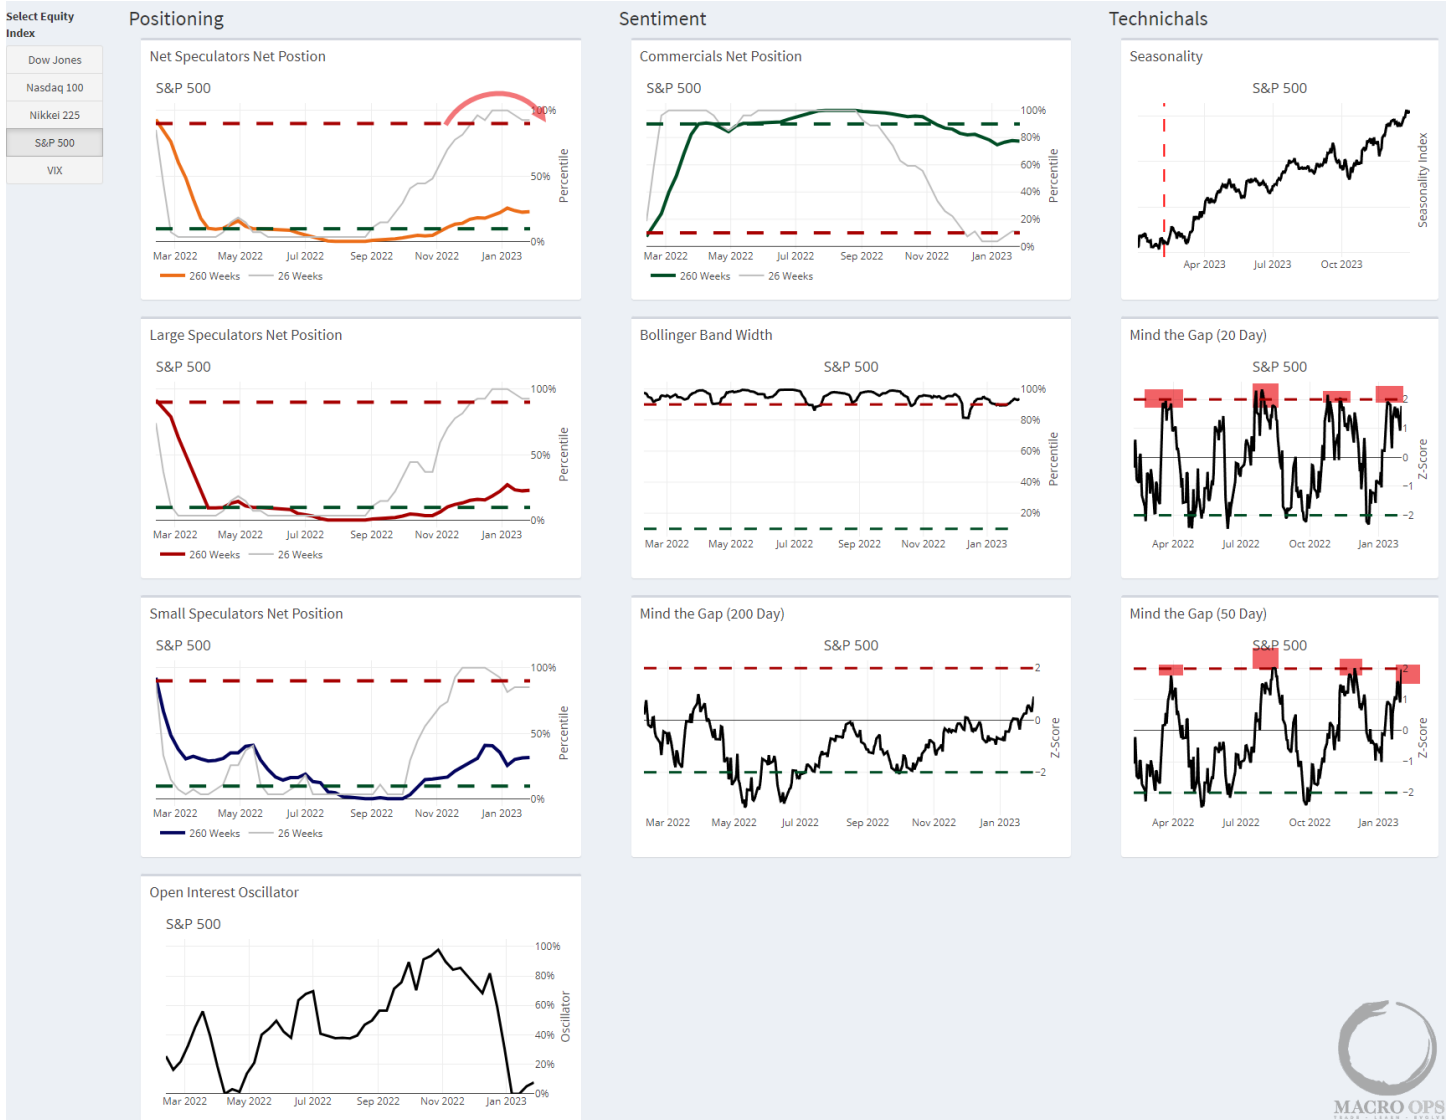 Select Equity
Index
Dow Jones
Nasdaq 100
Nikkei 225
S&P 500
VIX
Positioning
Net Speculators Net Postion
S&P 500
100%
50%
0%
Percentile
Mar 2022 May 2022 Jul 2022 Sep 2022 Nov 2022 Jan 2023
260 Weeks 26 Weeks
Large Speculators Net Position
S&P 500
100%
50%
0%
Percentile
Mar 2022 May 2022 Jul 2022 Sep 2022 Nov 2022 Jan 2023
260 Weeks 26 Weeks
Small Speculators Net Position
S&P 500
100%
50%
0%
Percentile
Mar 2022 May 2022 Jul 2022 Sep 2022 Nov 2022 Jan 2023
260 Weeks 26 Weeks
Open Interest Oscillator
S&P 500
100%
80%
60%
40%
20%
0%
Oscillator
Mar 2022 May 2022 Jul 2022 Sep 2022 Nov 2022 Jan 2023
Sentiment
Commercials Net Position
S&P 500
100%
80%
60%
40%
20%
0%
Percentile
Mar 2022 May 2022 Jul 2022 Sep 2022 Nov 2022 Jan 2023
260 Weeks 26 Weeks
Bollinger Band Width
S&P 500
100%
80%
60%
40%
20%
Percentile
Mar 2022 May 2022 Jul 2022 Sep 2022 Nov 2022 Jan 2023
Mind the Gap (200 Day)
S&P 500
2
0
−2
Z-Score
Mar 2022 May 2022 Jul 2022 Sep 2022 Nov 2022 Jan 2023
Technichals
Seasonality
S&P 500
Seasonality Index
Apr 2023 Jul 2023 Oct 2023
Mind the Gap (20 Day)
S&P 500
2
1
0
−1
−2
Z-Score
Apr 2022 Jul 2022 Oct 2022 Jan 2023
Mind the Gap (50 Day)
S&P 500
2
1
0
−1
−2
Z-Score
Apr 2022 Jul 2022 Oct 2022 Jan 2023
MACRO OPS